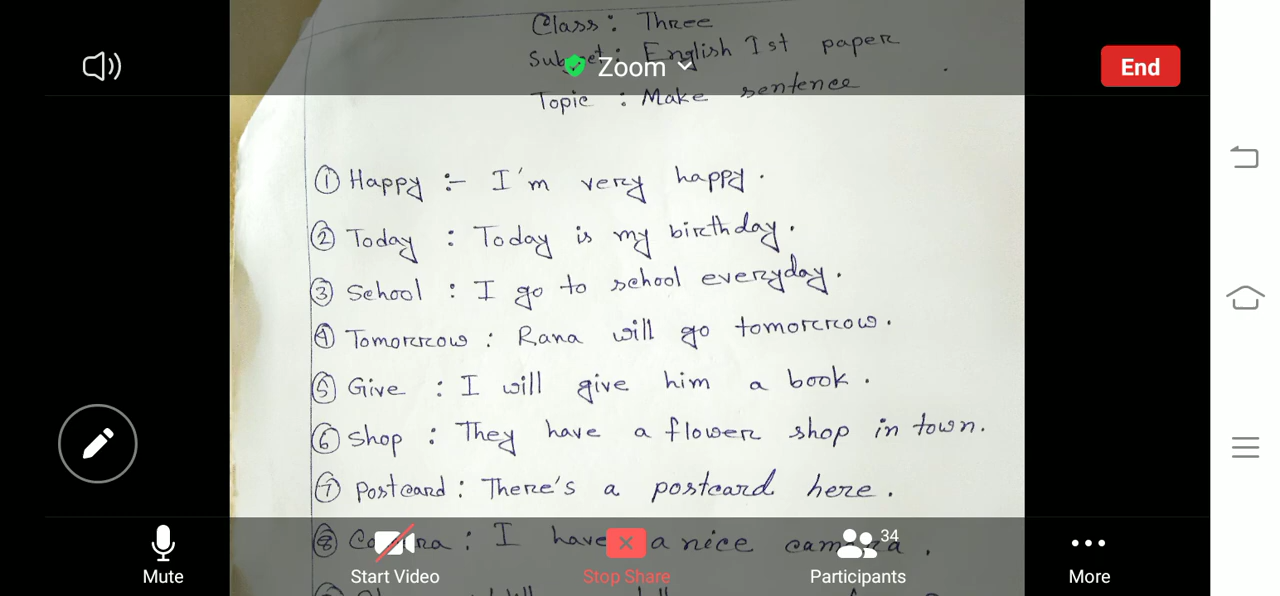 Class : Three
Subject : English 1st paper
Zoom
End
Topic : Make sentence
① Happy :- I'm very happy.
② Today : Today is my birthday.
③ School : I go to school everyday.
④ Tomorrow : Rana will go tomorrow.
⑤ Give : I will give him a book.
⑥ Shop : They have a flower shop in town.
⑦ Postcard : There's a postcard here.
⑧ Camera : I have a nice camera.
34
Mute
Start Video
Stop Share
Participants
More